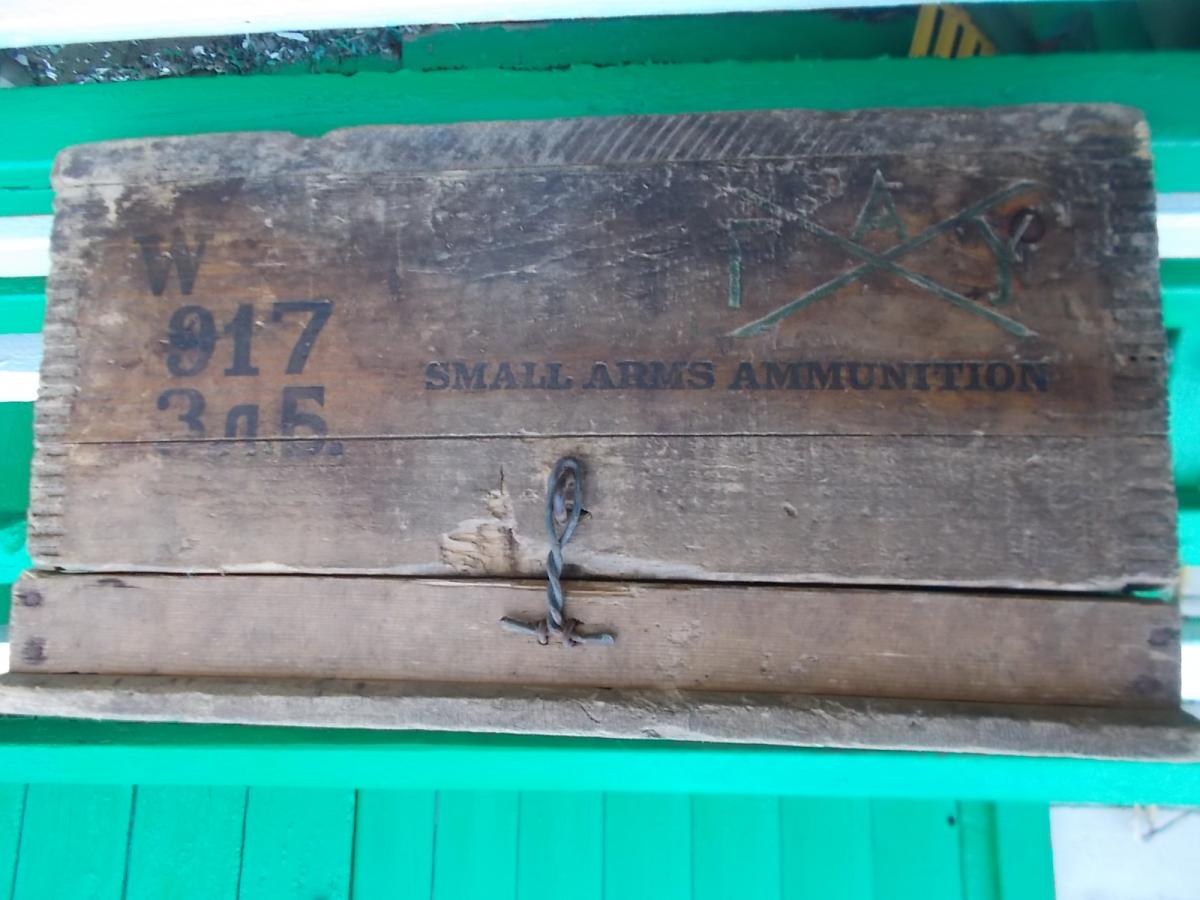 Г А У
W
917
SMALL ARMS AMMUNITION